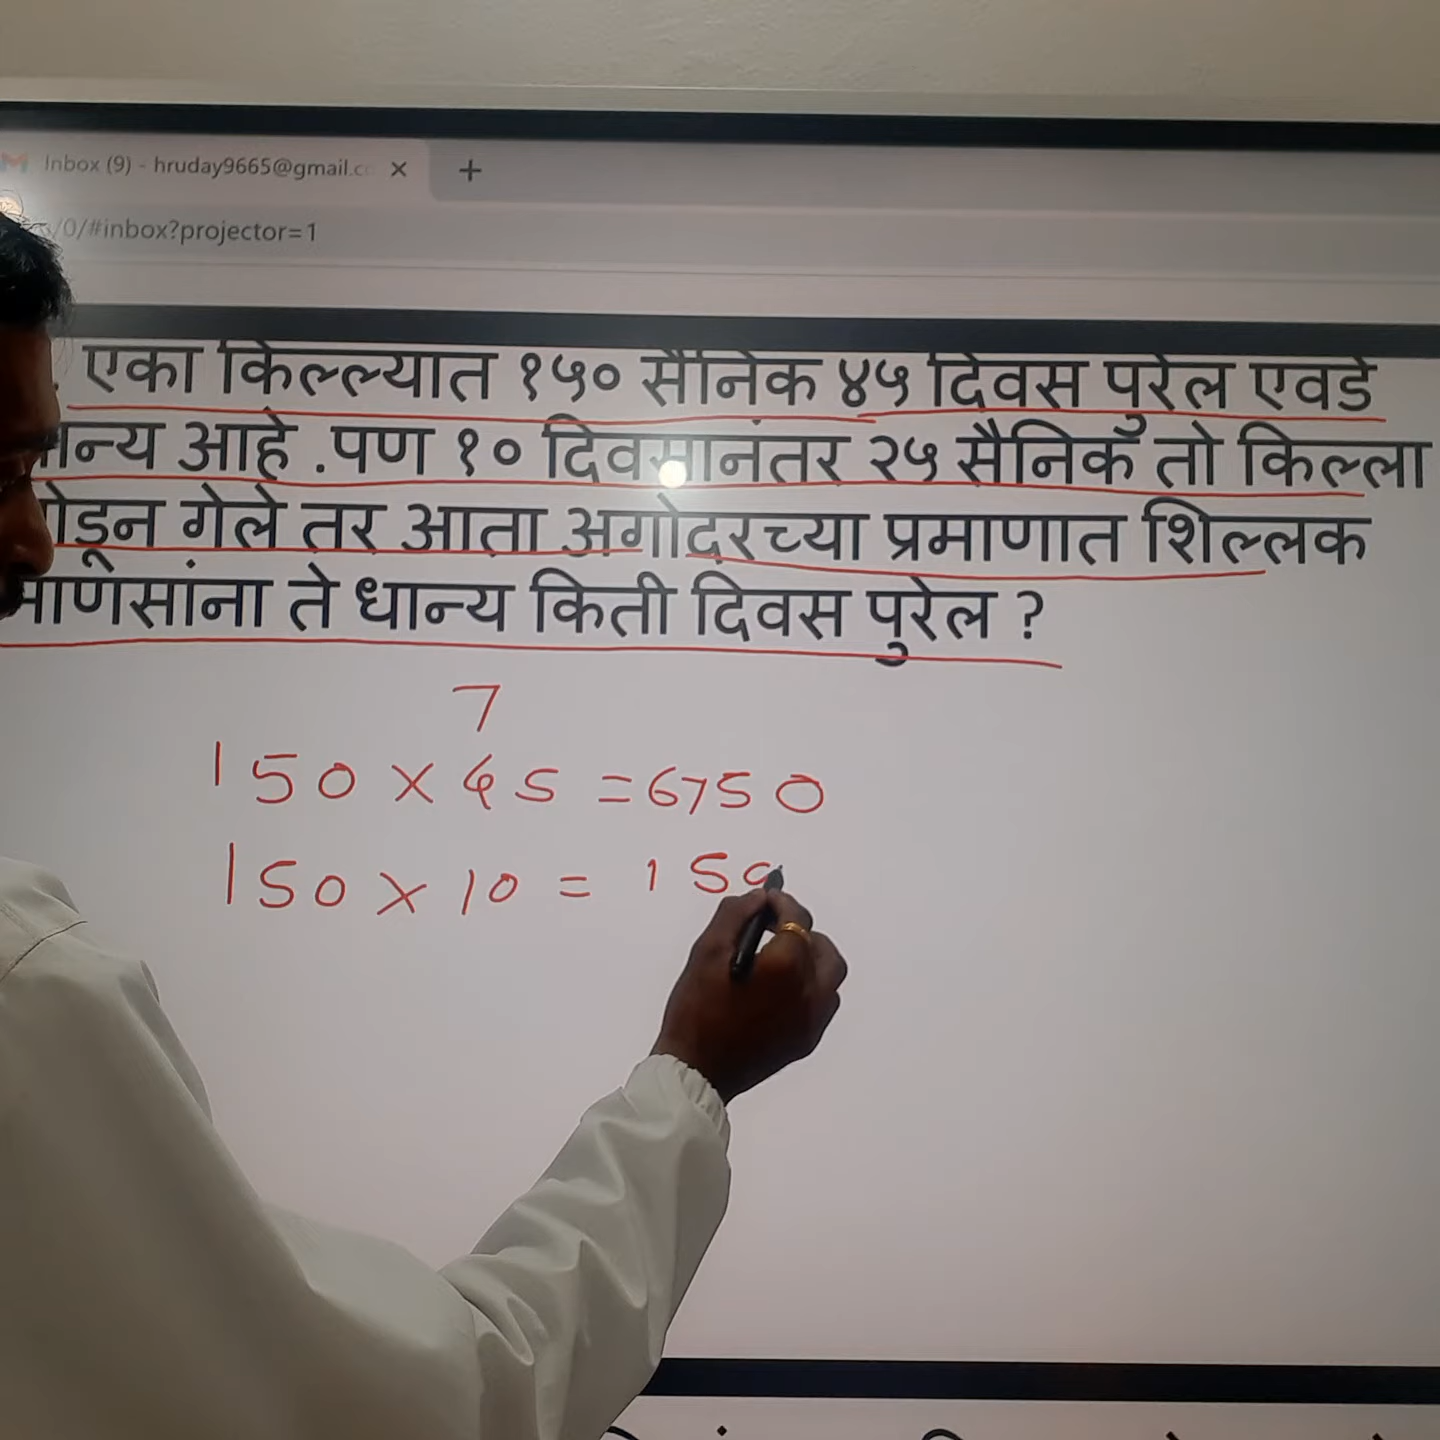 Inbox (9) - hruday9665@gmail.c
/0/#inbox?projector=1
एका किल्ल्यात १५० सैनिक ४५ दिवस पुरेल एवढे
धान्य आहे .पण १० दिवसानंतर २५ सैनिक तो किल्ला
सोडून गेले तर आता अगोदरच्या प्रमाणात शिल्लक
माणसांना ते धान्य किती दिवस पुरेल ?
7
150 × 45 = 6750
150 × 10 = 150